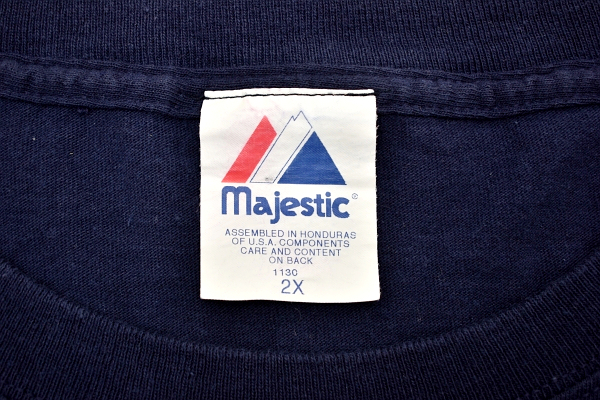 Majestic®
ASSEMBLED IN HONDURAS
OF U.S.A. COMPONENTS
CARE AND CONTENT
ON BACK
1130
2X